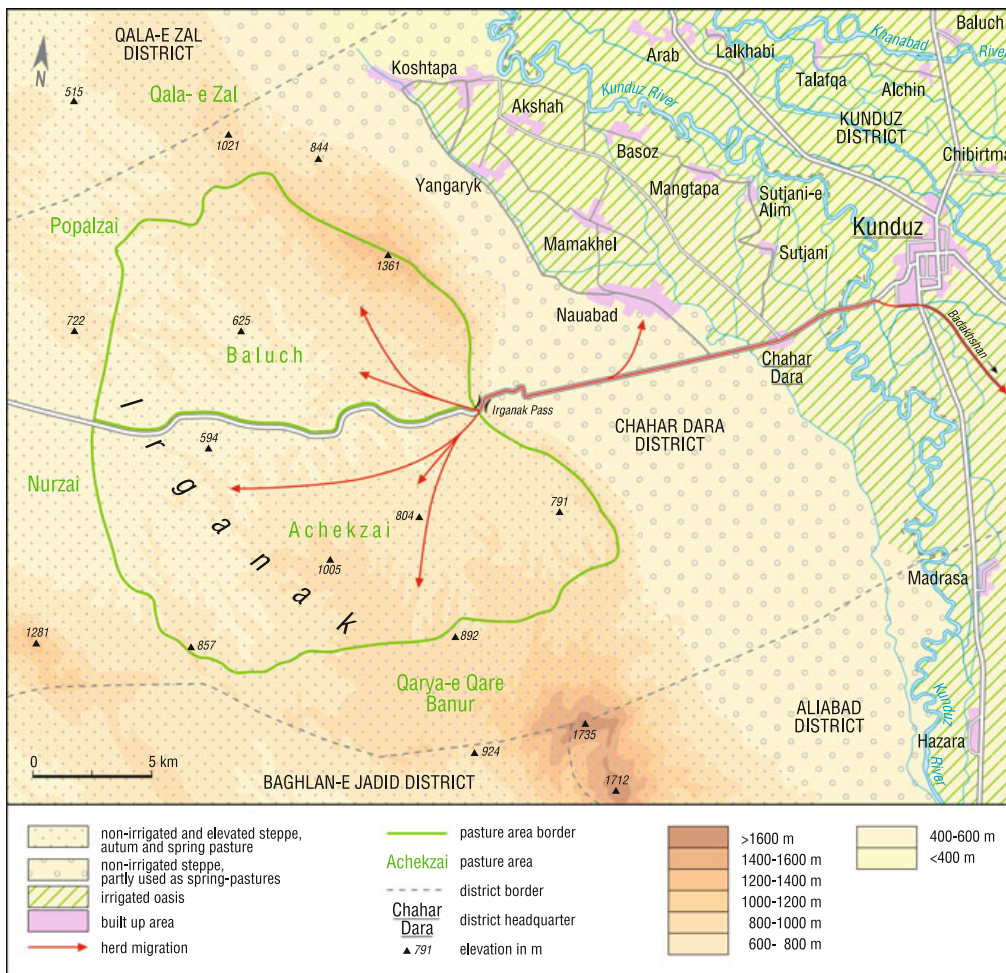 QALA-E ZAL
DISTRICT
N
Qala- e Zal
515
1021
844
Koshtapa
Akshah
Kunduz River
Arab
Lalkhabi
Baluch
Khanabad
River
Talafqa
Alchin
KUNDUZ
DISTRICT
Basoz
Chibirtma
Yangaryk
Mangtapa
Sutjani-e
Alim
Kunduz
Popalzai
Mamakhel
Sutjani
1361
722
625
Baluch
Nauabad
Badakhshan
Chahar
Dara
Irganak Pass
CHAHAR DARA
DISTRICT
594
Irganak
Nurzai
804
791
Achekzai
1005
Madrasa
1281
857
892
Qarya-e Qare
Banur
ALIABAD
DISTRICT
Kunduz
River
1735
Hazara
924
0 5 km
BAGHLAN-E JADID DISTRICT
1712
non-irrigated and elevated steppe,
autum and spring pasture
non-irrigated steppe,
partly used as spring-pastures
irrigated oasis
built up area
herd migration
pasture area border
Achekzai pasture area
district border
Chahar
Dara district headquarter
791 elevation in m
>1600 m
1400-1600 m
1200-1400 m
1000-1200 m
800-1000 m
600- 800 m
400-600 m
<400 m